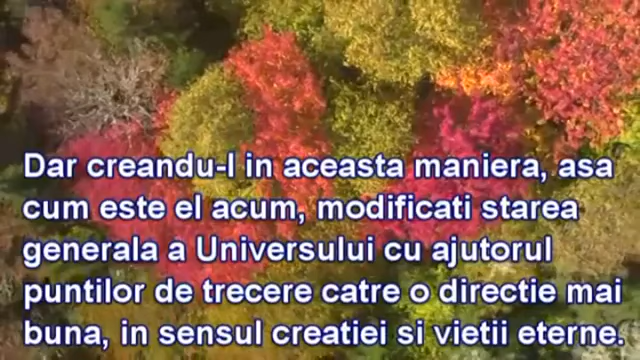 Dar creandu-l in aceasta maniera, asa
cum este el acum, modificati starea
generala a Universului cu ajutorul
puntilor de trecere catre o directie mai
buna, in sensul creatiei si vietii eterne.